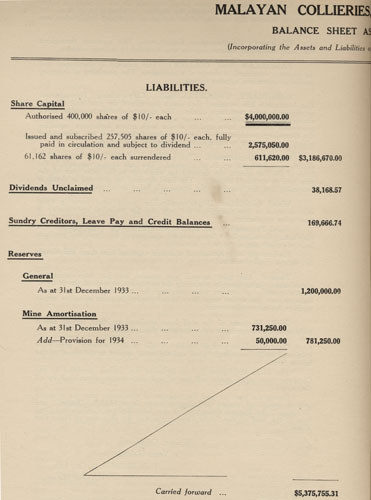 MALAYAN COLLIERIES,
BALANCE SHEET AS
(Incorporating the Assets and Liabilities o
LIABILITIES.
Share Capital
Authorised 400,000 shares of $10/- each ... ... $4,000,000.00
Issued and subscribed 257,505 shares of $10/- each, fully
paid in circulation and subject to dividend ... ... 2,575,050.00
61,162 shares of $10/- each surrendered ... ... 611,620.00 $3,186,670.00
Dividends Unclaimed ... ... ... ... ... 38,168.57
Sundry Creditors, Leave Pay and Credit Balances ... 169,666.74
Reserves
General
As at 31st December 1933 ... ... ... ... 1,200,000.00
Mine Amortisation
As at 31st December 1933 ... ... ... 731,250.00
Add—Provision for 1934 ... ... ... 50,000.00 781,250.00
Carried forward ... $5,375,755.31